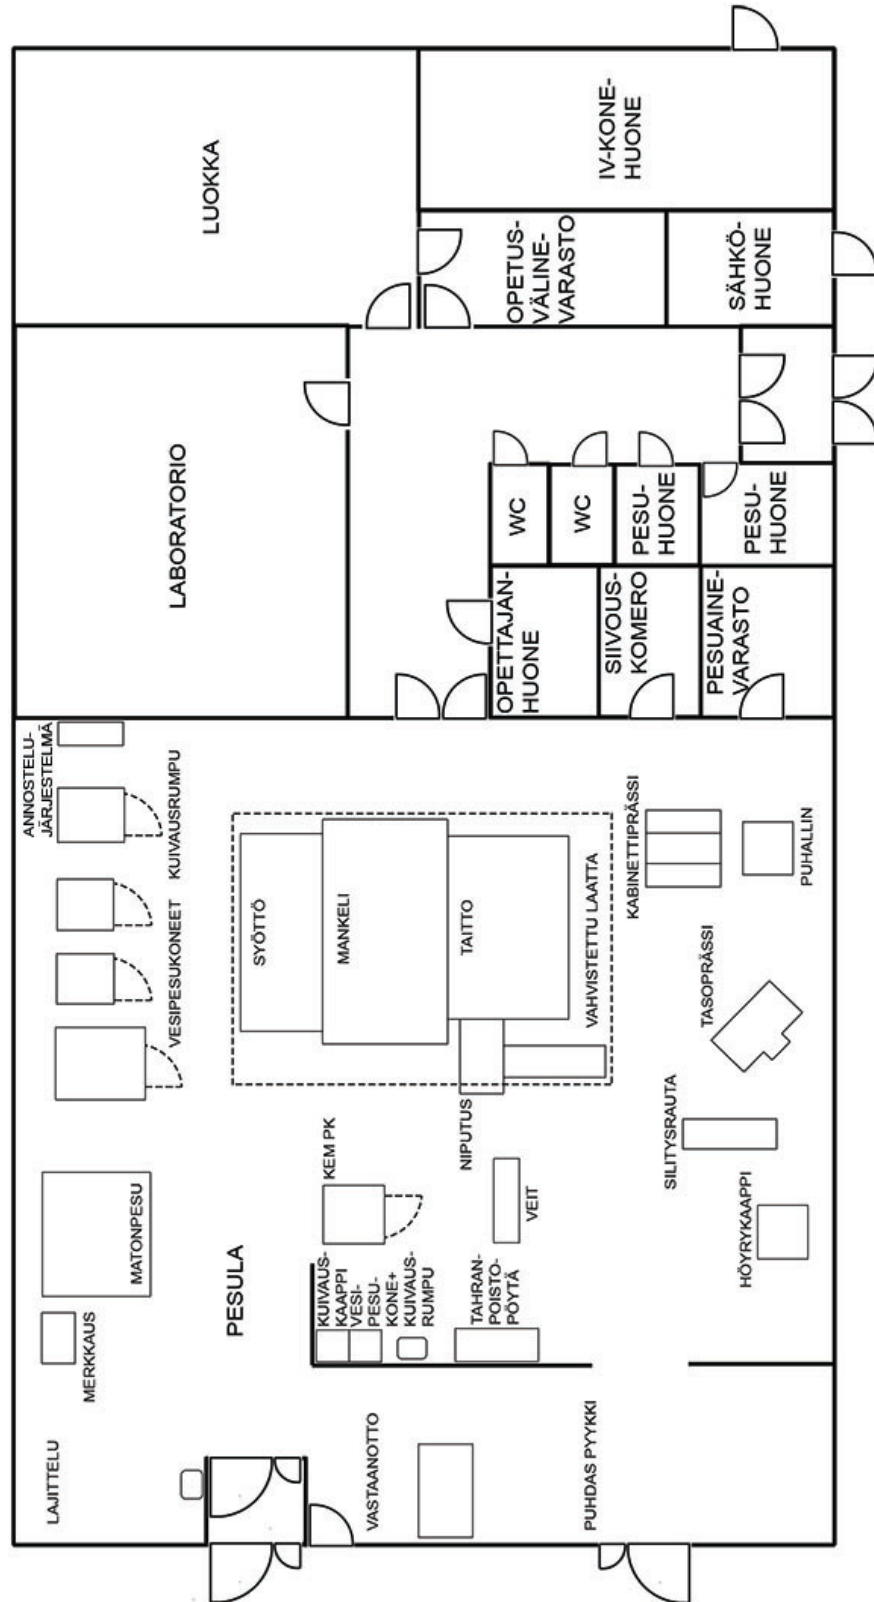 LUOKKA
IV-KONE-
HUONE
OPETUS-
VÄLINE-
VARASTO
SÄHKÖ-
HUONE
LABORATORIO
WC
WC
PESU-
HUONE
PESU-
HUONE
OPETTAJAN-
HUONE
SIIVOUS-
KOMERO
PESUAINE-
VARASTO
ANNOSTELU-
JÄRJESTELMÄ
KUIVAUSRUMPU
VESIPESUKONEET
SYÖTTÖ
MANKELI
TAITTO
VAHVISTETTU LAATTA
NIPUTUS
KABINETTIPRÄSSI
PUHALLIN
TASOPRÄSSI
SILITYSRAUTA
HÖYRYKAAPPI
MATONPESU
MERKKAUS
PESULA
KEM PK
VEIT
KUIVAUS-
KAAPPI
VESI-
PESU-
KONE+
KUIVAUS-
RUMPU
TAHRAN-
POISTO-
PÖYTÄ
LAJITTELU
VASTAANOTTO
PUHDAS PYYKKI